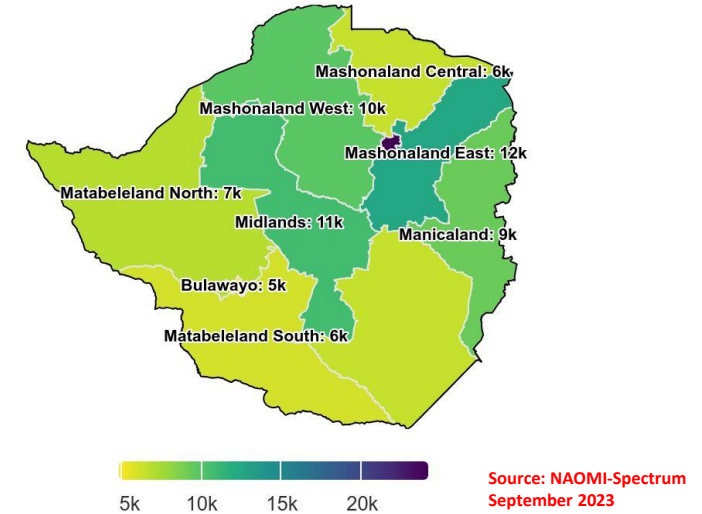 Mashonaland Central: 6k
Mashonaland West: 10k
Mashonaland East: 12k
Matabeleland North: 7k
Midlands: 11k
Manicaland: 9k
Bulawayo: 5k
Matabeleland South: 6k
5k 10k 15k 20k
Source: NAOMI-Spectrum
September 2023